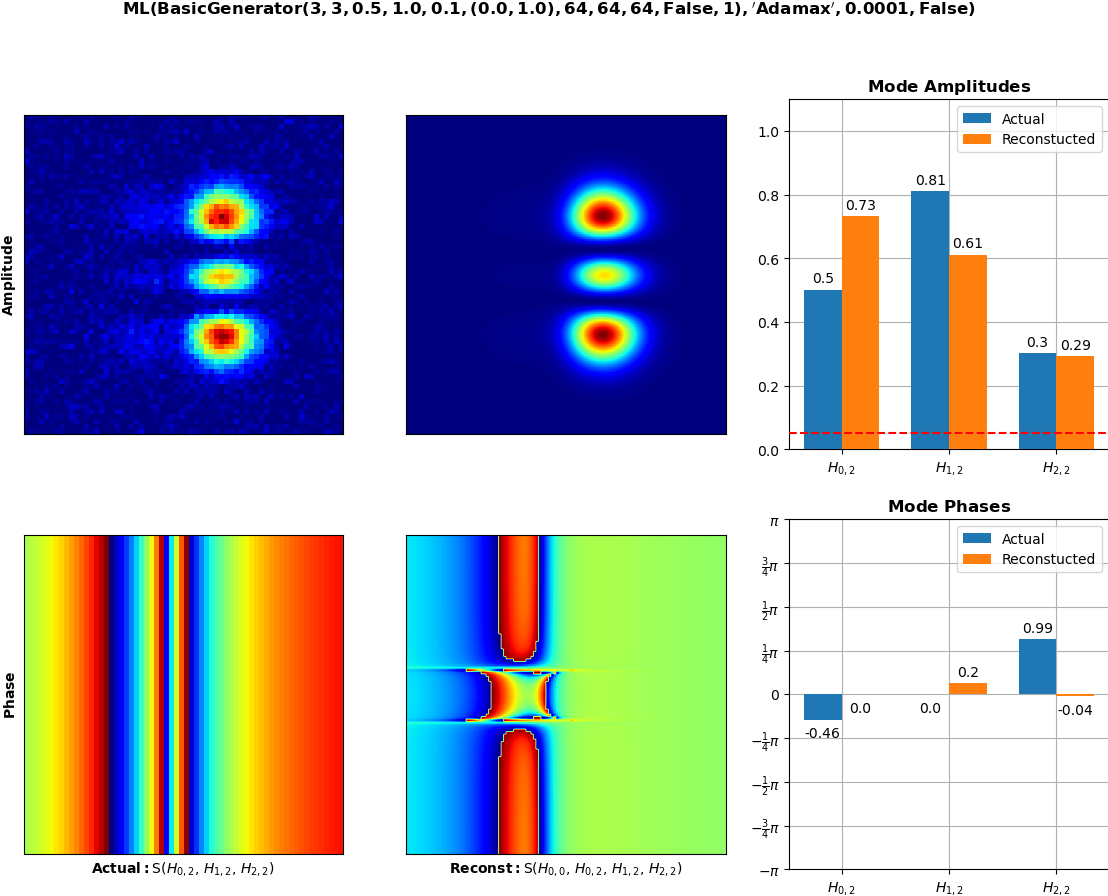 ML(BasicGenerator(3, 3, 0.5, 1.0, 0.1, (0.0, 1.0), 64, 64, 64, False, 1), ′Adamax′, 0.0001, False)
Amplitude
Mode Amplitudes
Actual
Reconstucted
1.0
0.8
0.6
0.4
0.2
0.0
0.5
0.73
0.81
0.61
0.3
0.29
H0, 2
H1, 2
H2, 2
Phase
Actual: S(H0, 2, H1, 2, H2, 2)
Reconst: S(H0, 0, H0, 2, H1, 2, H2, 2)
Mode Phases
Actual
Reconstucted
π
3/4π
1/2π
1/4π
0
−1/4π
−1/2π
−3/4π
−π
-0.46
0.0
0.0
0.2
0.99
-0.04
H0, 2
H1, 2
H2, 2